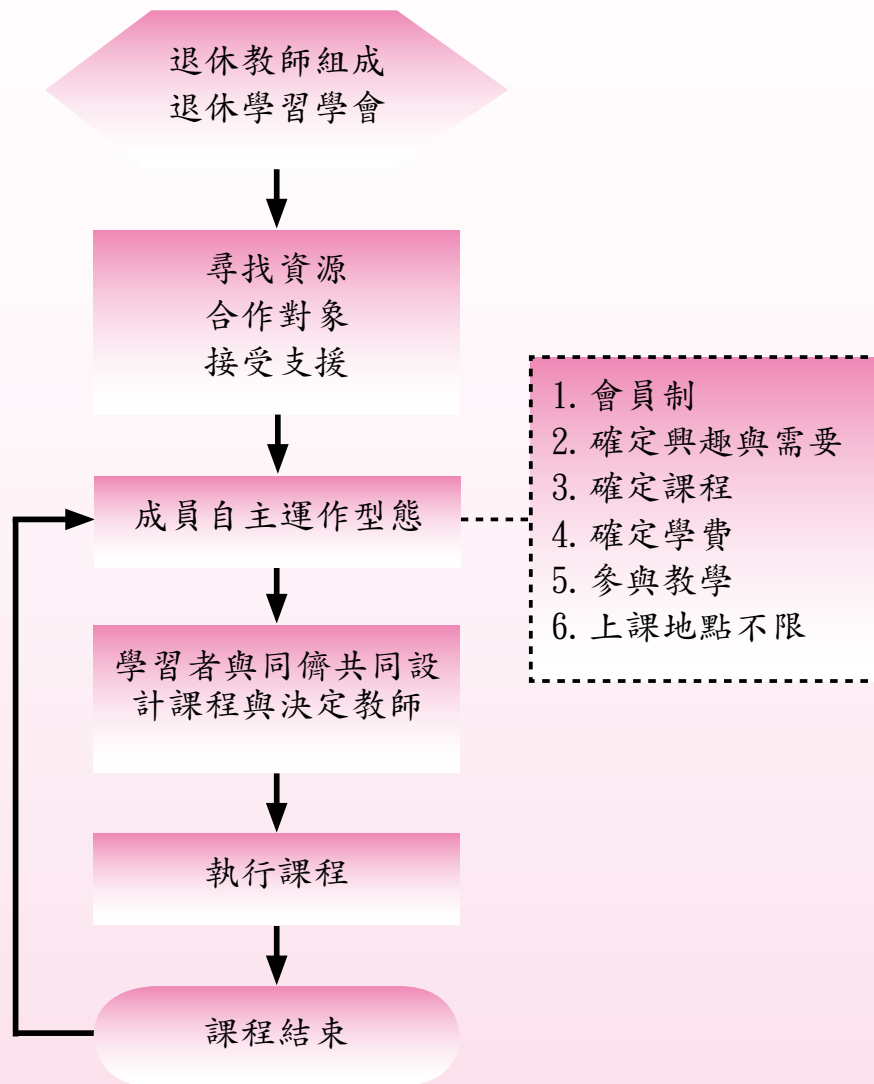 退休教師組成
退休學習學會
尋找資源
合作對象
接受支援
成員自主運作型態
1. 會員制
2. 確定興趣與需要
3. 確定課程
4. 確定學費
5. 參與教學
6. 上課地點不限
學習者與同儕共同設
計課程與決定教師
執行課程
課程結束